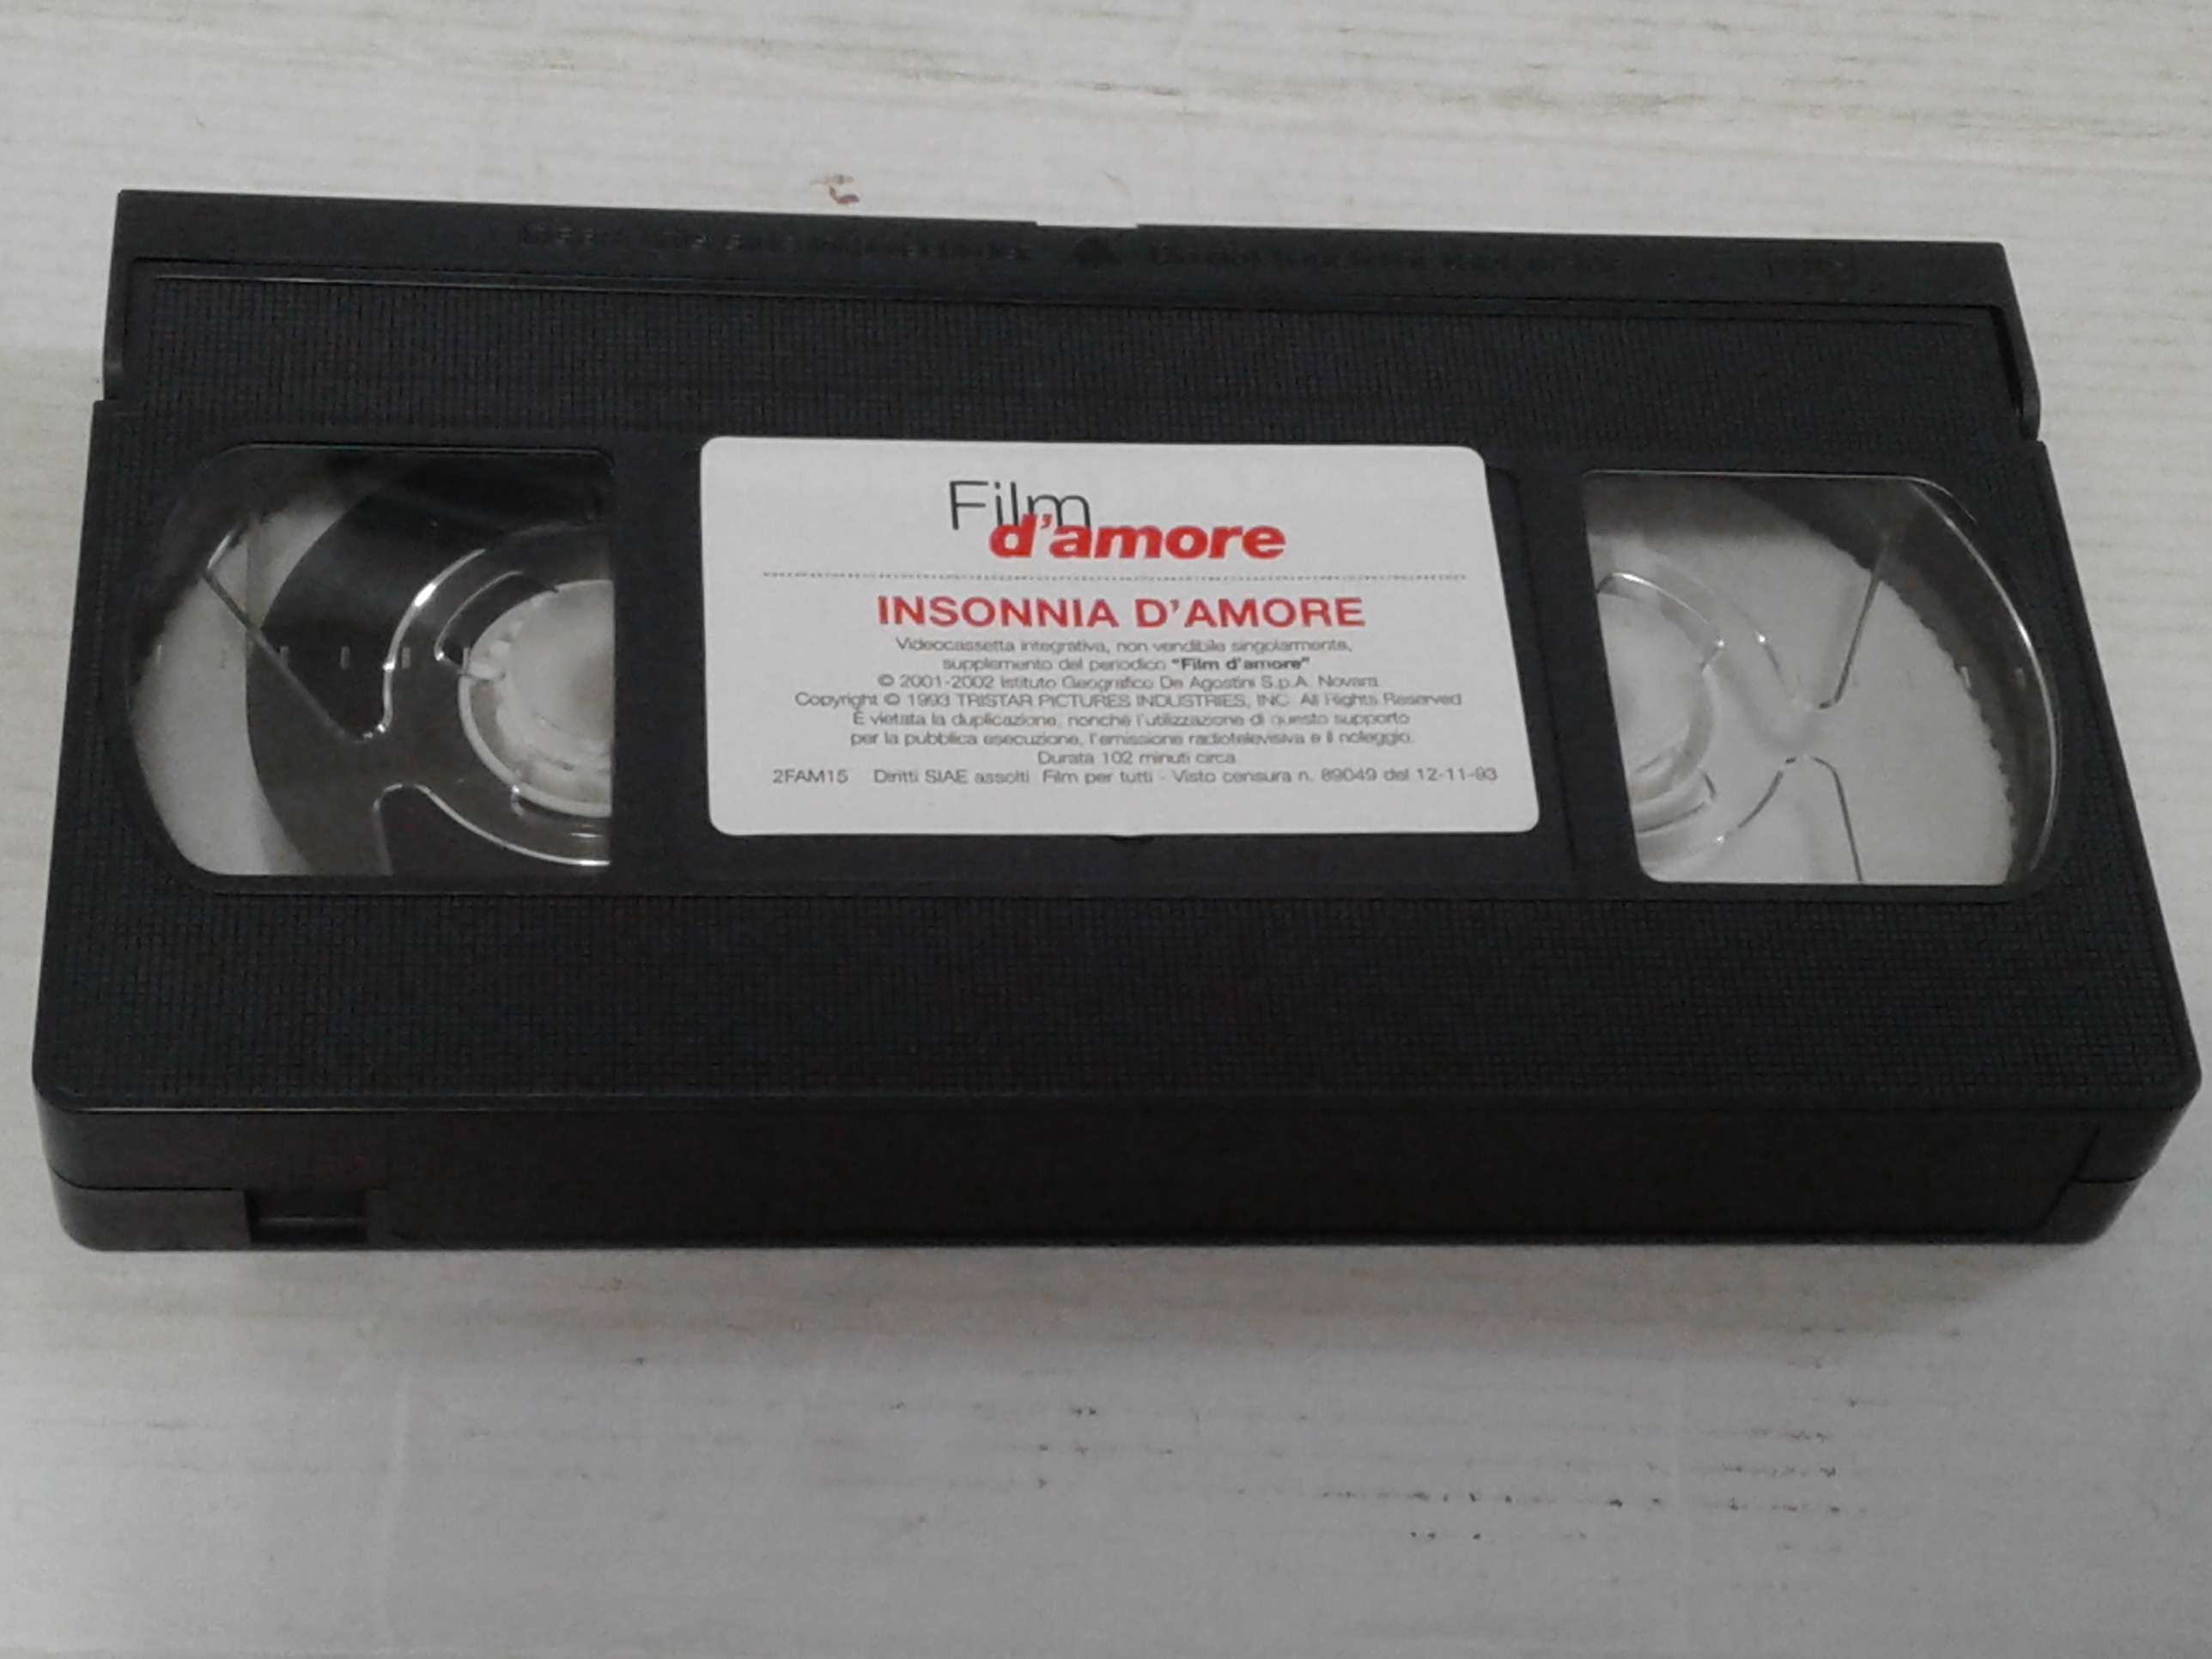 Film
d'amore
INSONNIA D'AMORE
Videocassetta integrativa, non vendibile singolarmente,
supplemento del periodico "Film d'amore"
© 2001-2002 Istituto Geografico De Agostini S.p.A. Novara
Copyright © 1993 TRISTAR PICTURES INDUSTRIES, INC. All Rights Reserved
È vietata la duplicazione, nonché l'utilizzazione di questo supporto
per la pubblica esecuzione, l'emissione radiotelevisiva e il noleggio.
Durata 102 minuti circa
2FAM15 Diritti SIAE assolti Film per tutti - Visto censura n. 89049 del 12-11-93